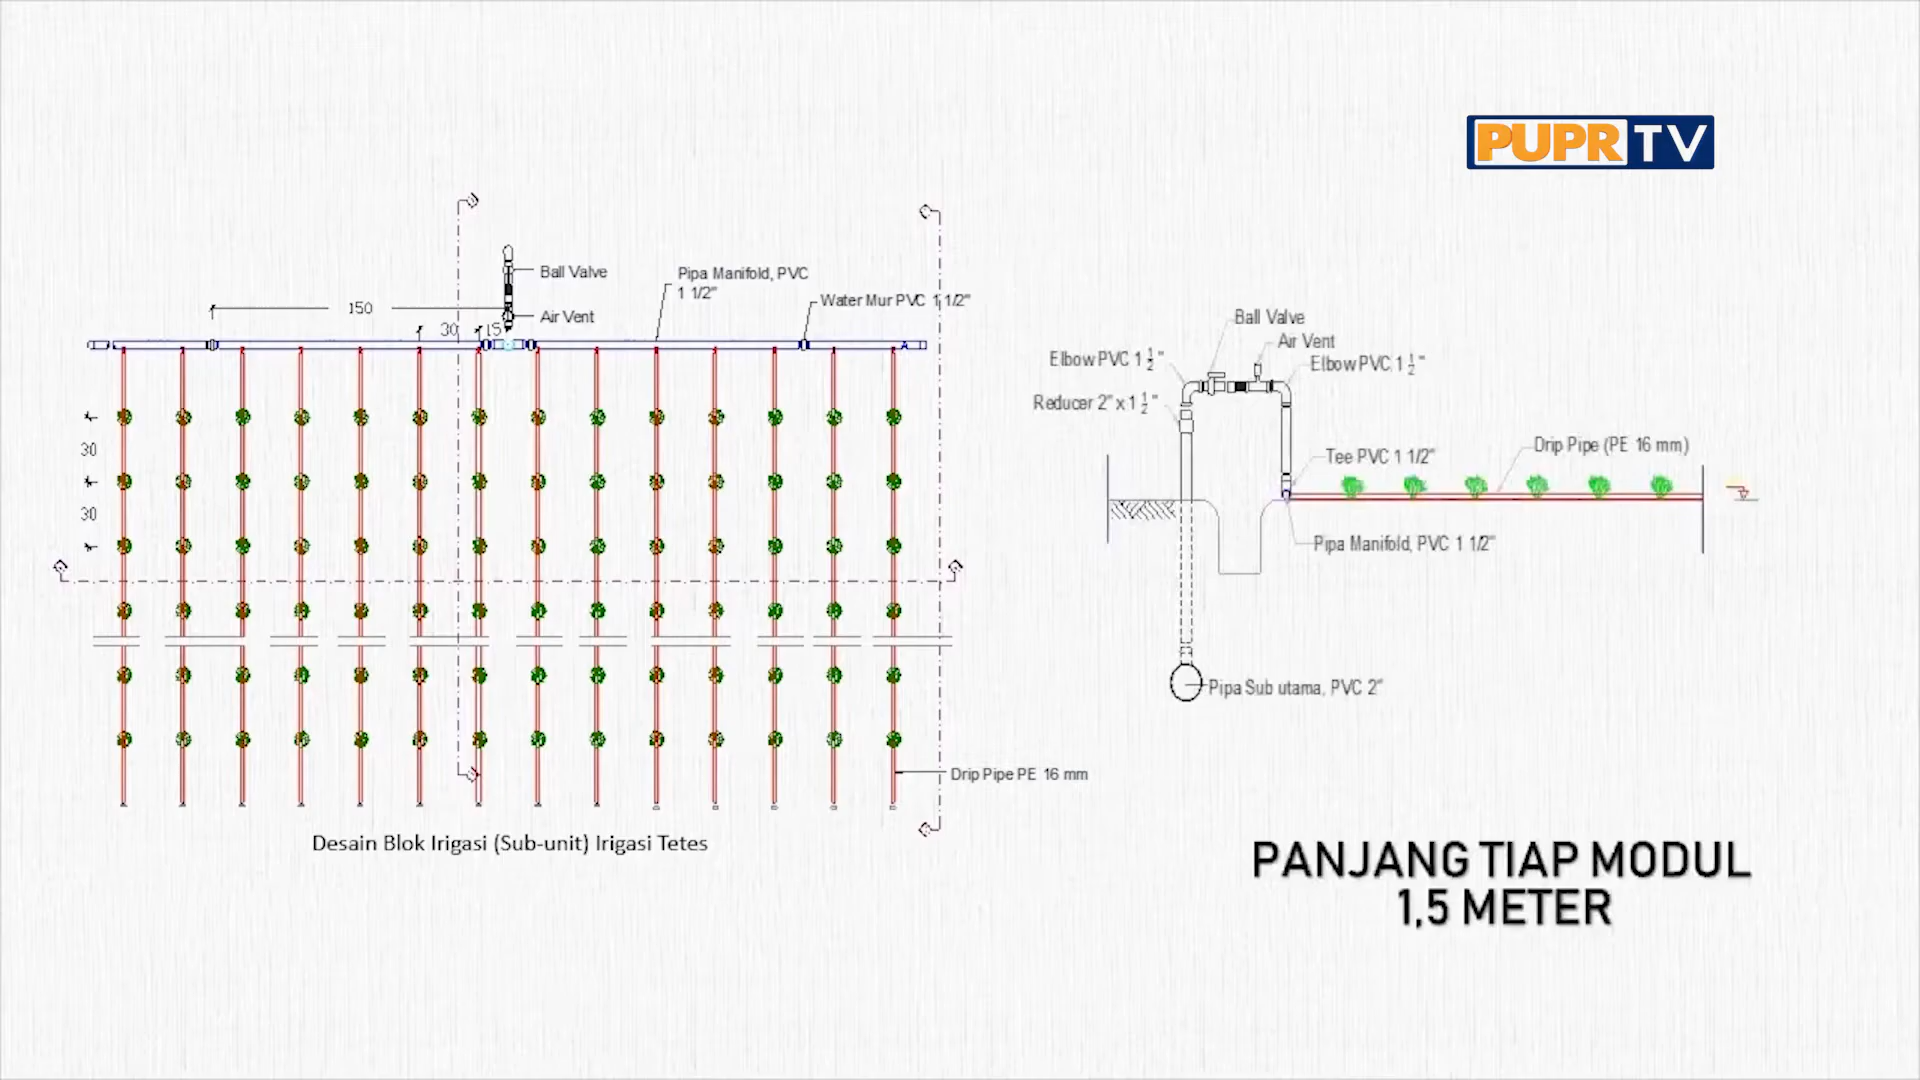 PUPR TV
Ball Valve
Pipa Manifold, PVC
1 1/2"
Water Mur PVC 1 1/2"
150
Air Vent
30
15
A
30
30
Drip Pipe PE 16 mm
Desain Blok Irigasi (Sub-unit) Irigasi Tetes
Ball Valve
Air Vent
Elbow PVC 1 1/2"
Elbow PVC 1 1/2"
Reducer 2" x 1 1/2"
Tee PVC 1 1/2"
Drip Pipe (PE 16 mm)
Pipa Manifold, PVC 1 1/2"
Pipa Sub utama, PVC 2"
PANJANG TIAP MODUL
1,5 METER